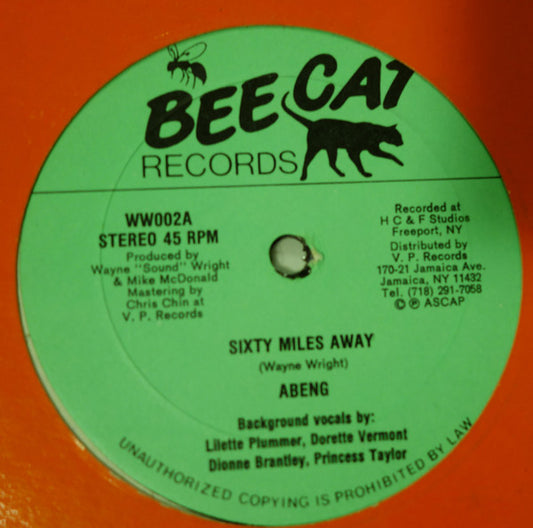 BEE CAT
RECORDS
WW002A
STEREO 45 RPM
Produced by
Wayne "Sound" Wright
& Mike McDonald
Mastering by
Chris Chin at
V. P. Records
Recorded at
H C & F Studios
Freeport, NY
Distributed by
V. P. Records
170-21 Jamaica Ave.
Jamaica, NY 11432
Tel. (718) 291-7058
© ℗ ASCAP
SIXTY MILES AWAY
(Wayne Wright)
ABENG
Background vocals by:
Lilette Plummer, Dorette Vermont
Dionne Brantley, Princess Taylor
UNAUTHORIZED COPYING IS PROHIBITED BY LAW